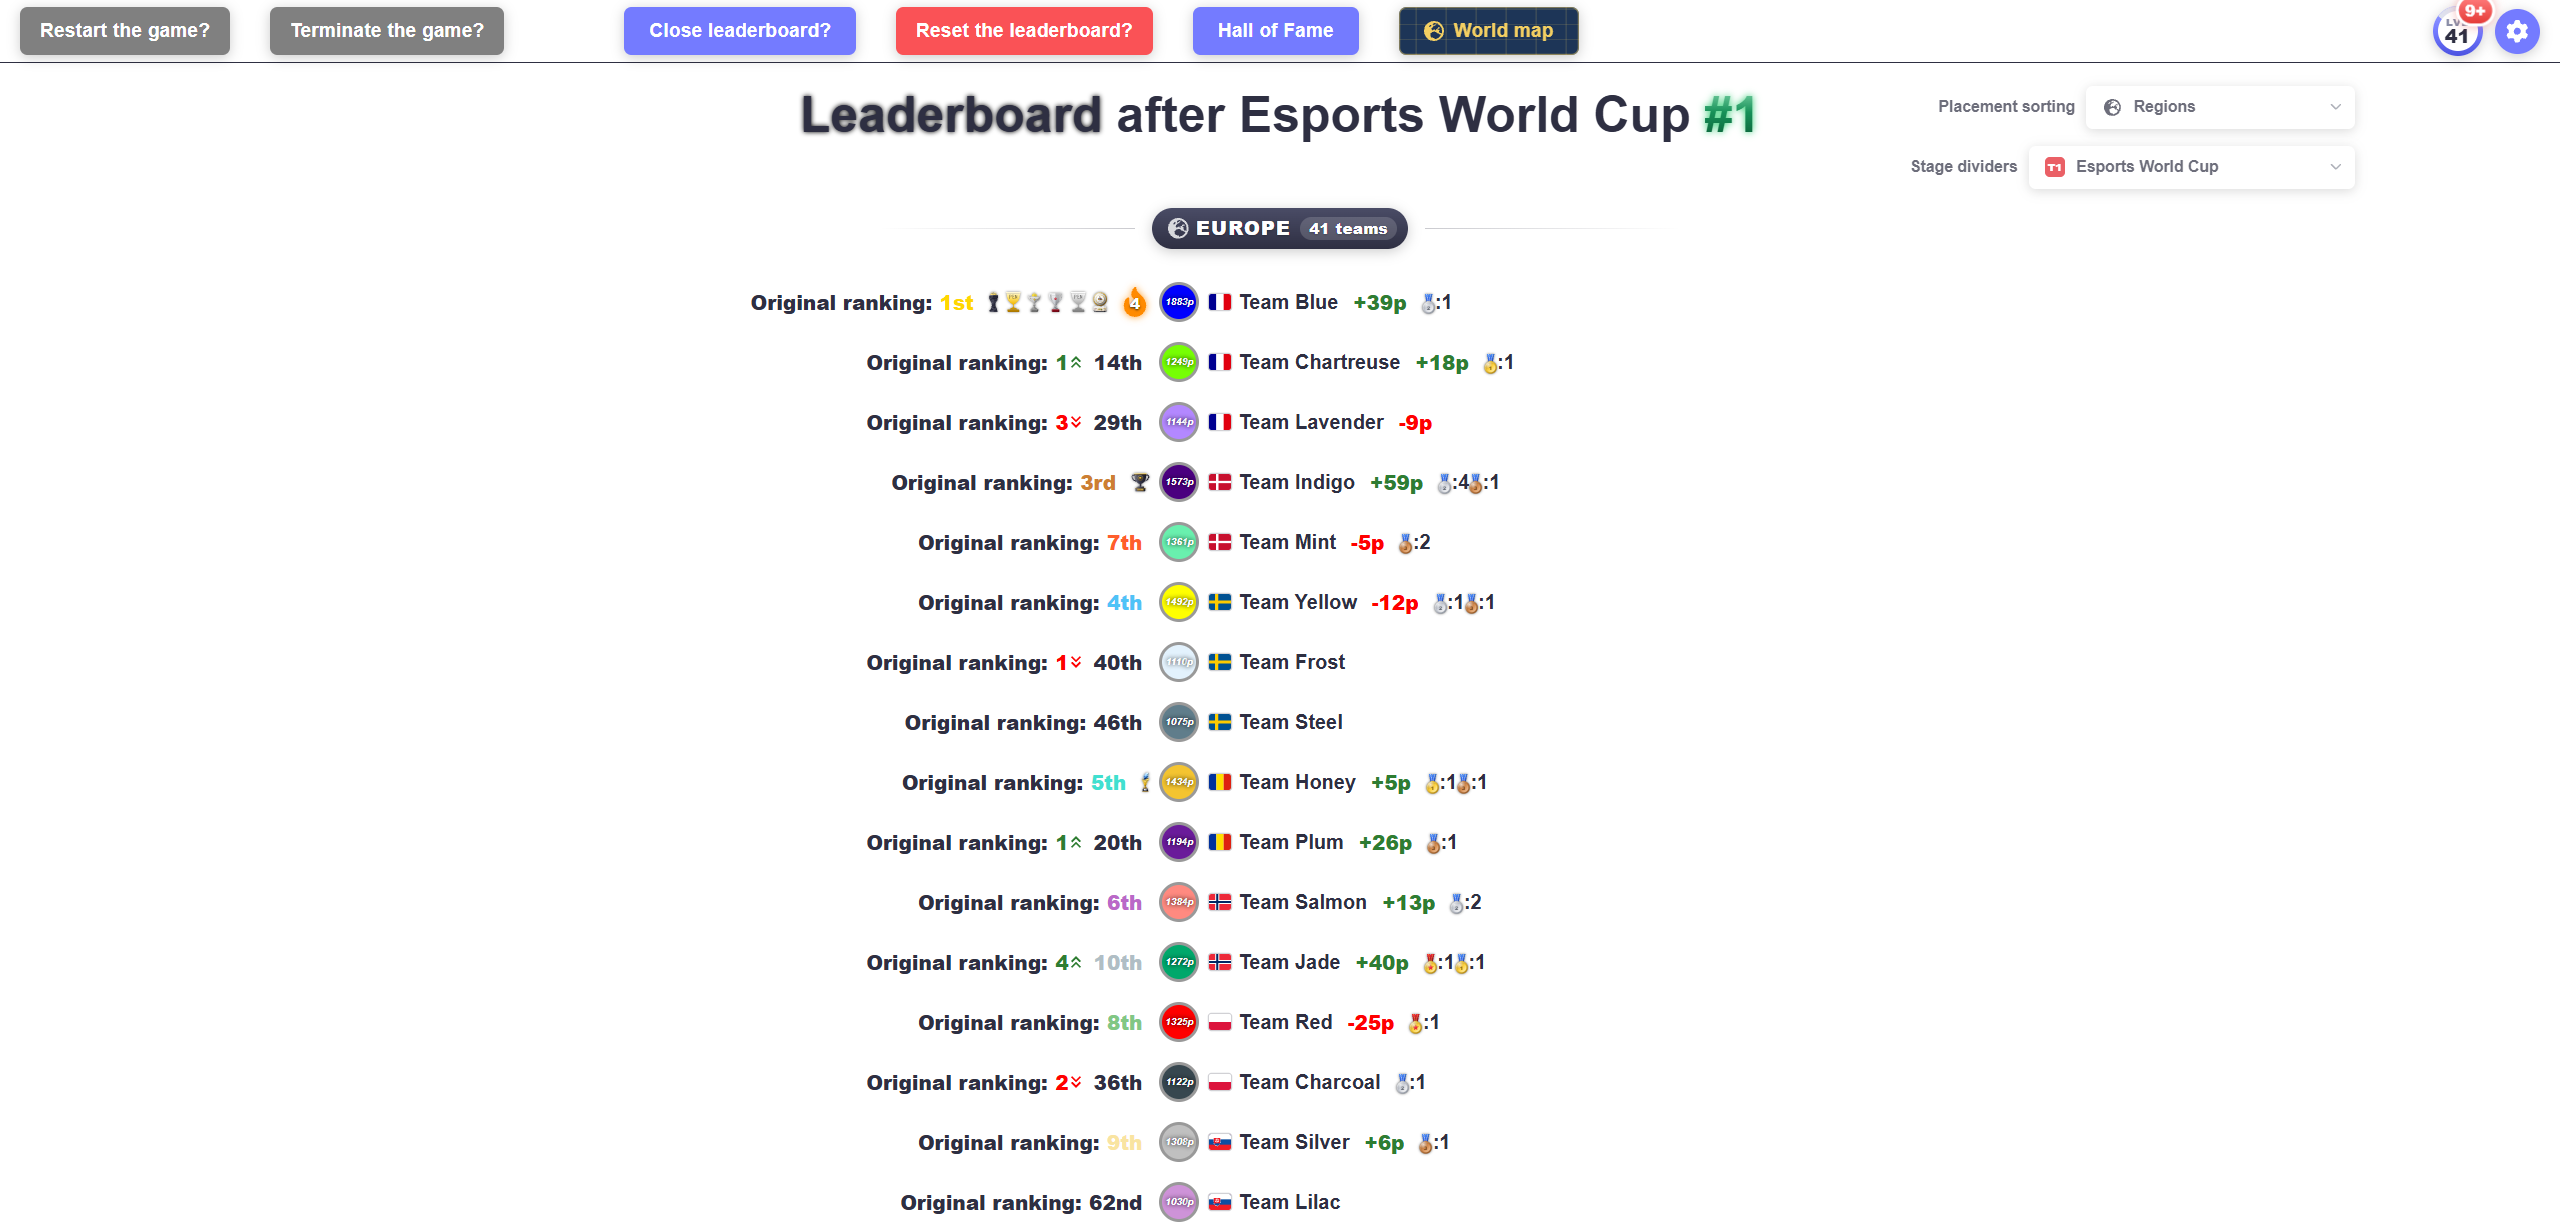 Restart the game? Terminate the game? Close leaderboard? Reset the leaderboard? Hall of Fame World map 9+ LV. 41
Leaderboard after Esports World Cup #1
Placement sorting Regions
Stage dividers T1 Esports World Cup
EUROPE 41 teams
Original ranking: 1st 4 1883p Team Blue +39p :1
Original ranking: 1 14th 1249p Team Chartreuse +18p :1
Original ranking: 3 29th 1144p Team Lavender -9p
Original ranking: 3rd 1573p Team Indigo +59p :4 :1
Original ranking: 7th 1361p Team Mint -5p :2
Original ranking: 4th 1492p Team Yellow -12p :1 :1
Original ranking: 1 40th 1110p Team Frost
Original ranking: 46th 1075p Team Steel
Original ranking: 5th 1434p Team Honey +5p :1 :1
Original ranking: 1 20th 1194p Team Plum +26p :1
Original ranking: 6th 1384p Team Salmon +13p :2
Original ranking: 4 10th 1272p Team Jade +40p :1 :1
Original ranking: 8th 1325p Team Red -25p :1
Original ranking: 2 36th 1122p Team Charcoal :1
Original ranking: 9th 1308p Team Silver +6p :1
Original ranking: 62nd 1030p Team Lilac